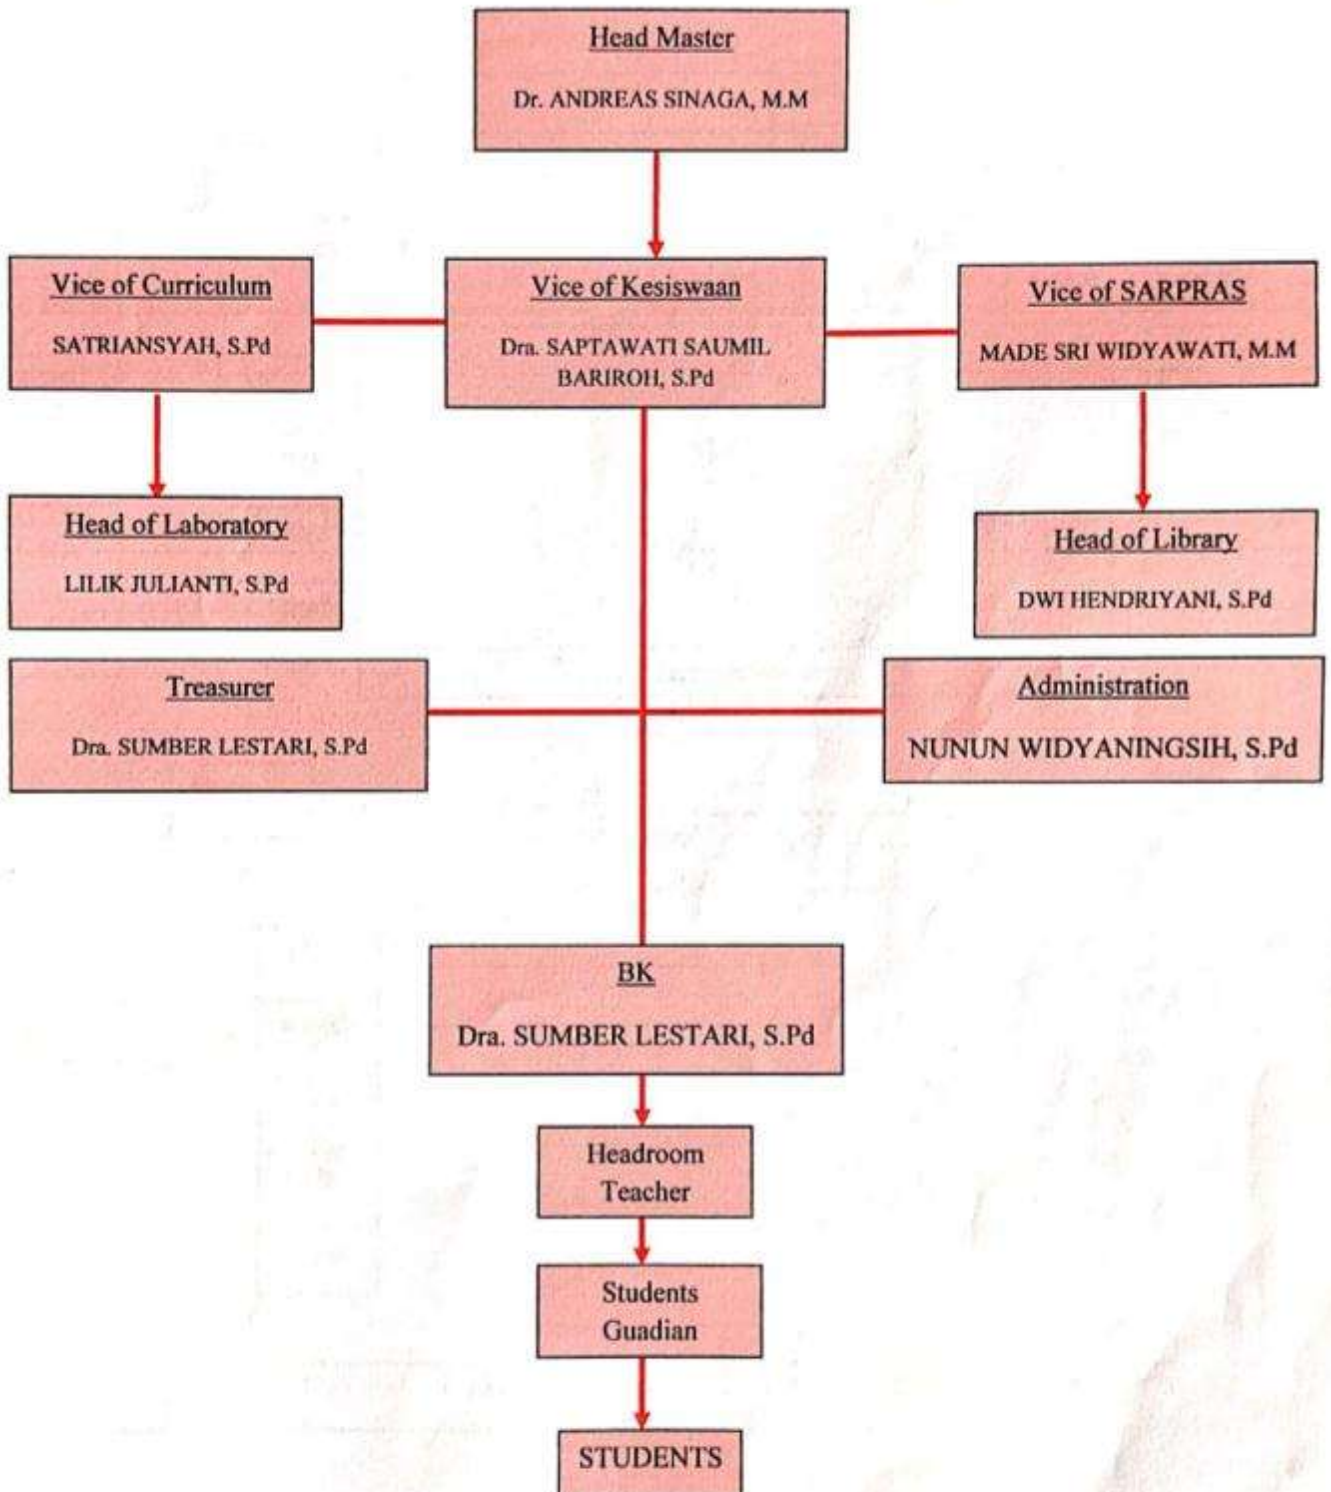 Head Master
Dr. ANDREAS SINAGA, M.M
Vice of Curriculum
SATRIANSYAH, S.Pd
Vice of Kesiswaan
Dra. SAPTAWATI SAUMIL
BARIROH, S.Pd
Vice of SARPRAS
MADE SRI WIDYAWATI, M.M
Head of Laboratory
LILIK JULIANTI, S.Pd
Head of Library
DWI HENDRIYANI, S.Pd
Treasurer
Dra. SUMBER LESTARI, S.Pd
Administration
NUNUN WIDYANINGSIH, S.Pd
BK
Dra. SUMBER LESTARI, S.Pd
Headroom
Teacher
Students
Guadian
STUDENTS